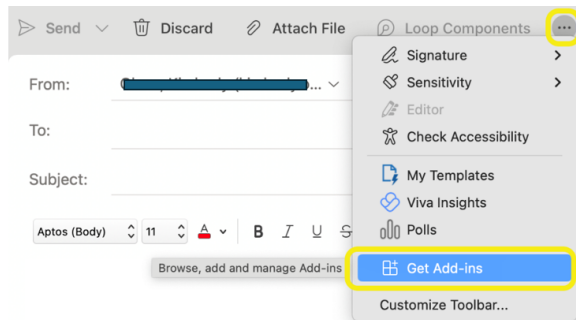 Send Discard Attach File Loop Components ...
Signature
From: ...
Sensitivity
Editor
To:
Check Accessibility
My Templates
Subject:
Viva Insights
Polls
Aptos (Body) 11 A B I U S
Browse, add and manage Add-ins
Get Add-ins
Customize Toolbar...